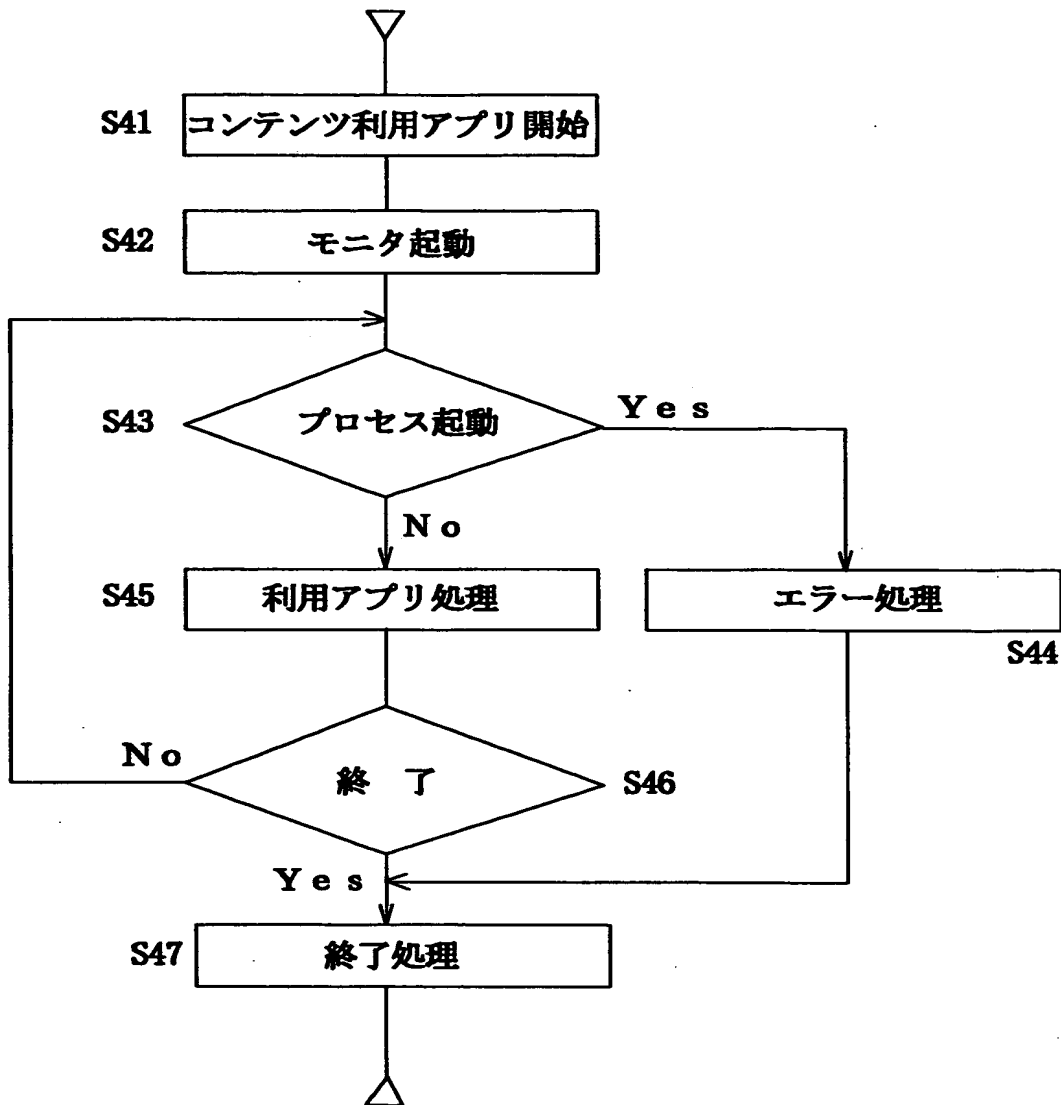 S41 コンテンツ利用アプリ開始
S42 モニタ起動
S43 プロセス起動
Yes
No
S45 利用アプリ処理
エラー処理
S44
No
終 了
S46
Yes
S47 終了処理